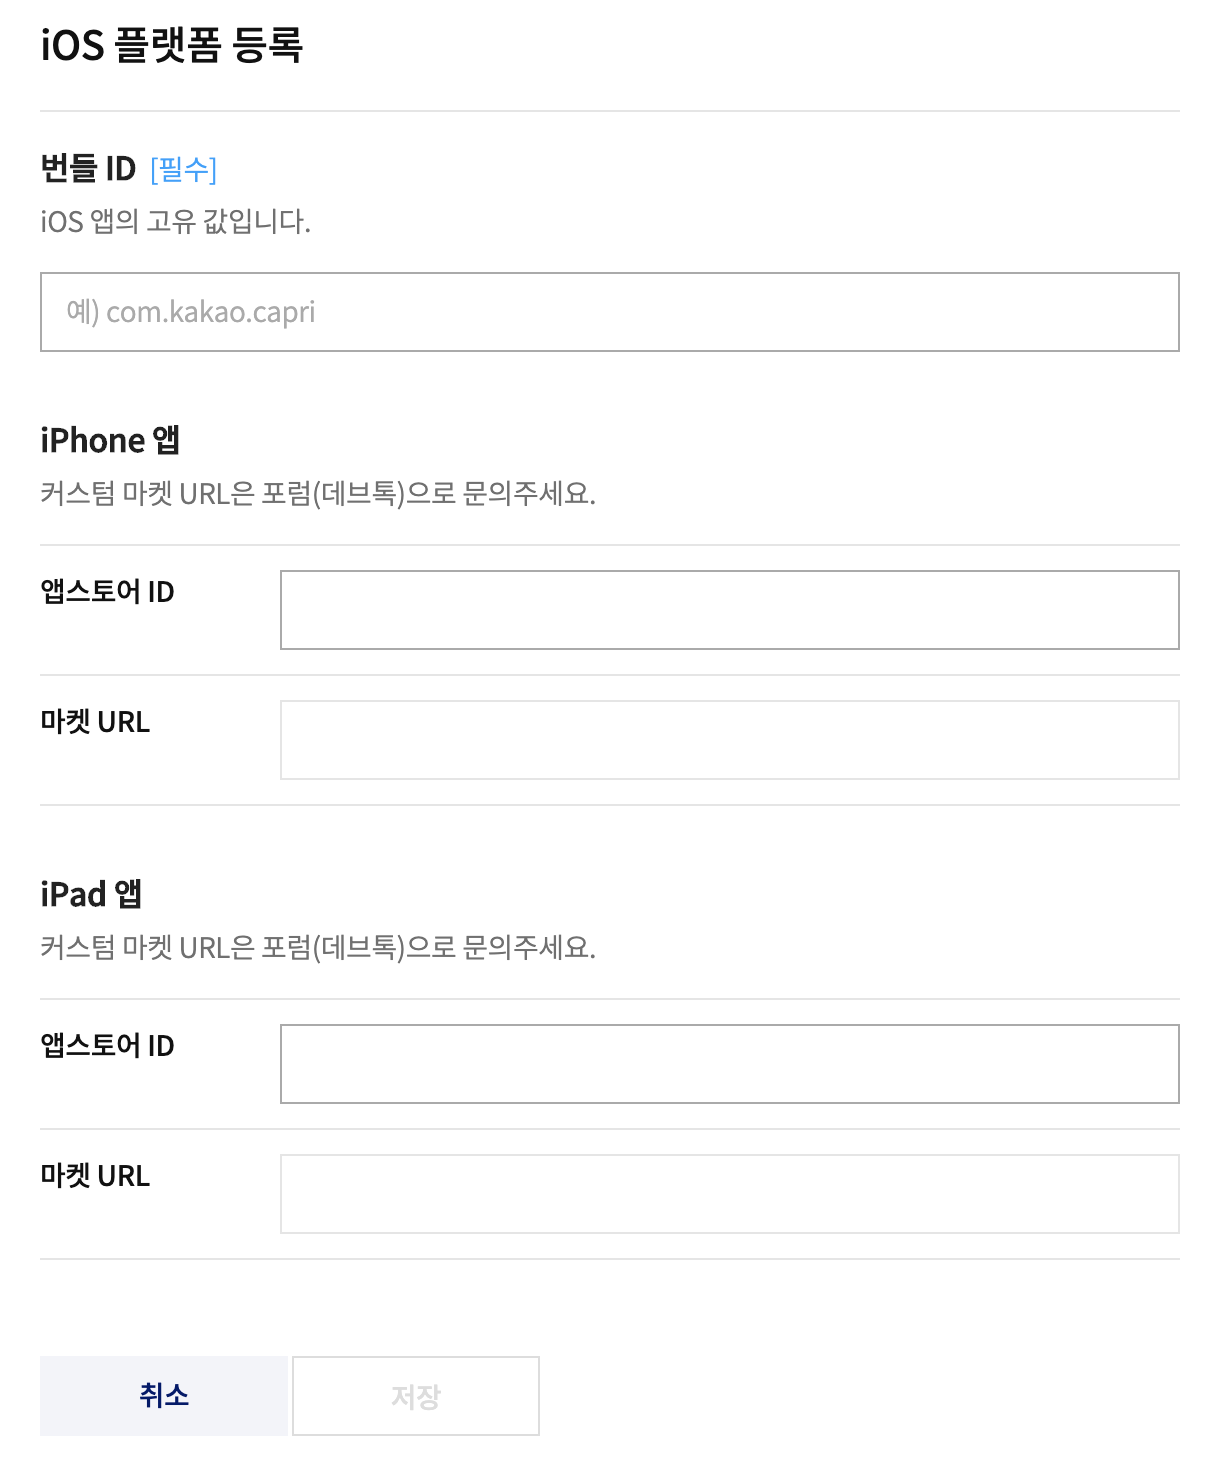 iOS 플랫폼 등록
번들 ID [필수]
iOS 앱의 고유 값입니다.
예) com.kakao.capri
iPhone 앱
커스텀 마켓 URL은 포럼(데브톡)으로 문의주세요.
앱스토어 ID
마켓 URL
iPad 앱
커스텀 마켓 URL은 포럼(데브톡)으로 문의주세요.
앱스토어 ID
마켓 URL
취소 저장